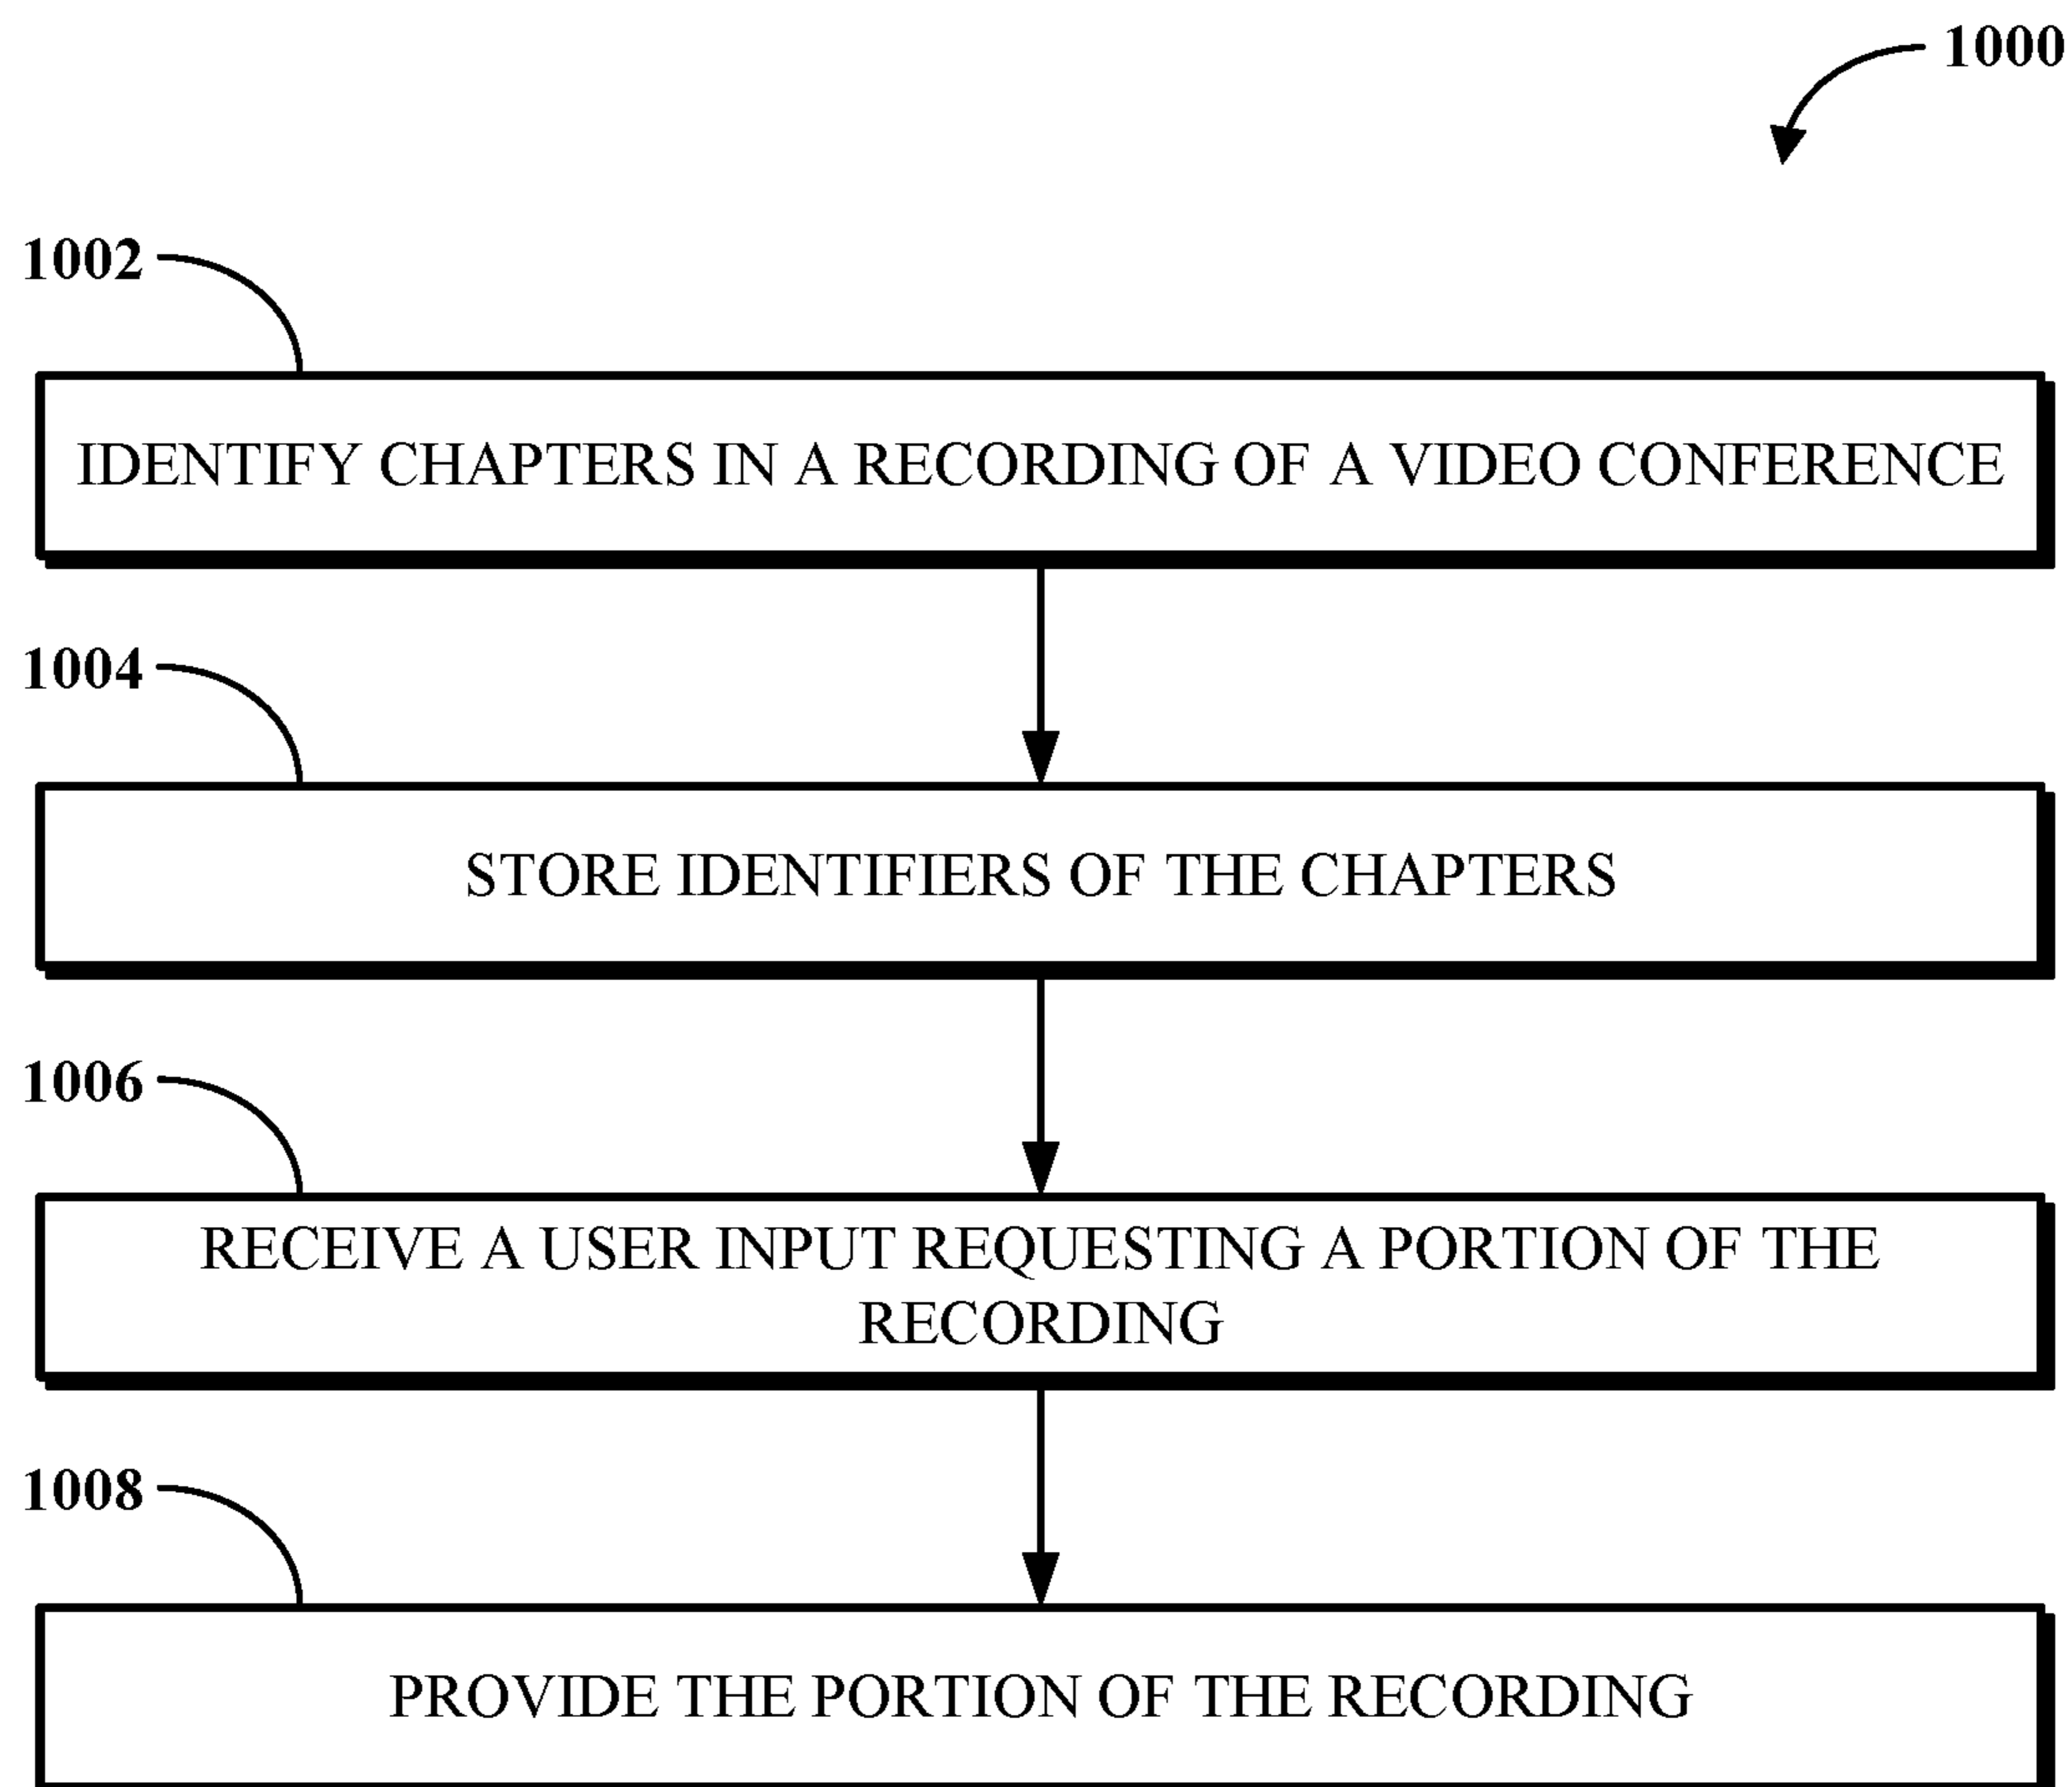 1000
1002
IDENTIFY CHAPTERS IN A RECORDING OF A VIDEO CONFERENCE
1004
STORE IDENTIFIERS OF THE CHAPTERS
1006
RECEIVE A USER INPUT REQUESTING A PORTION OF THE
RECORDING
1008
PROVIDE THE PORTION OF THE RECORDING